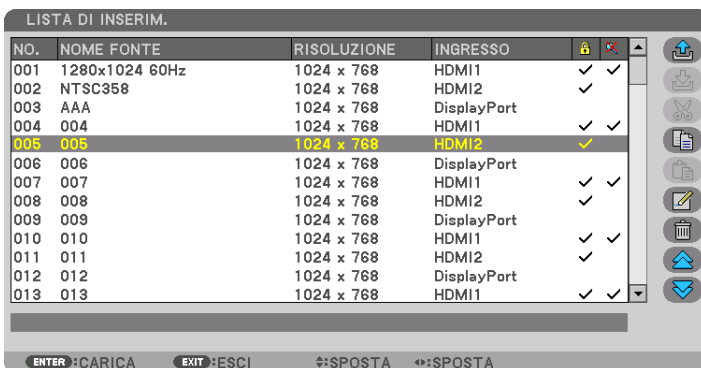 LISTA DI INSERIM.
NO. NOME FONTE RISOLUZIONE INGRESSO
001 1280x1024 60Hz 1024 x 768 HDMI1
002 NTSC358 1024 x 768 HDMI2
003 AAA 1024 x 768 DisplayPort
004 004 1024 x 768 HDMI1
005 005 1024 x 768 HDMI2
006 006 1024 x 768 DisplayPort
007 007 1024 x 768 HDMI1
008 008 1024 x 768 HDMI2
009 009 1024 x 768 DisplayPort
010 010 1024 x 768 HDMI1
011 011 1024 x 768 HDMI2
012 012 1024 x 768 DisplayPort
013 013 1024 x 768 HDMI1
ENTER :CARICA EXIT :ESCI :SPOSTA :SPOSTA